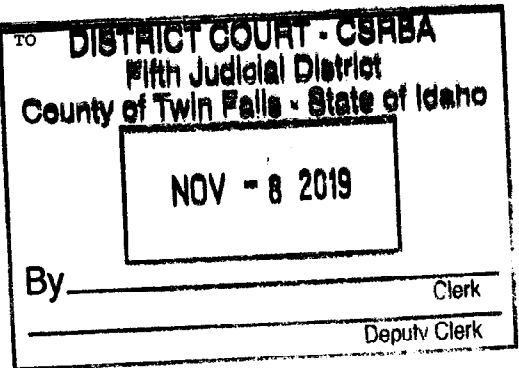 TO DISTRICT COURT - CSRBA
Fifth Judicial District
County of Twin Falls - State of Idaho
NOV - 8 2019
By
Clerk
Deputy Clerk